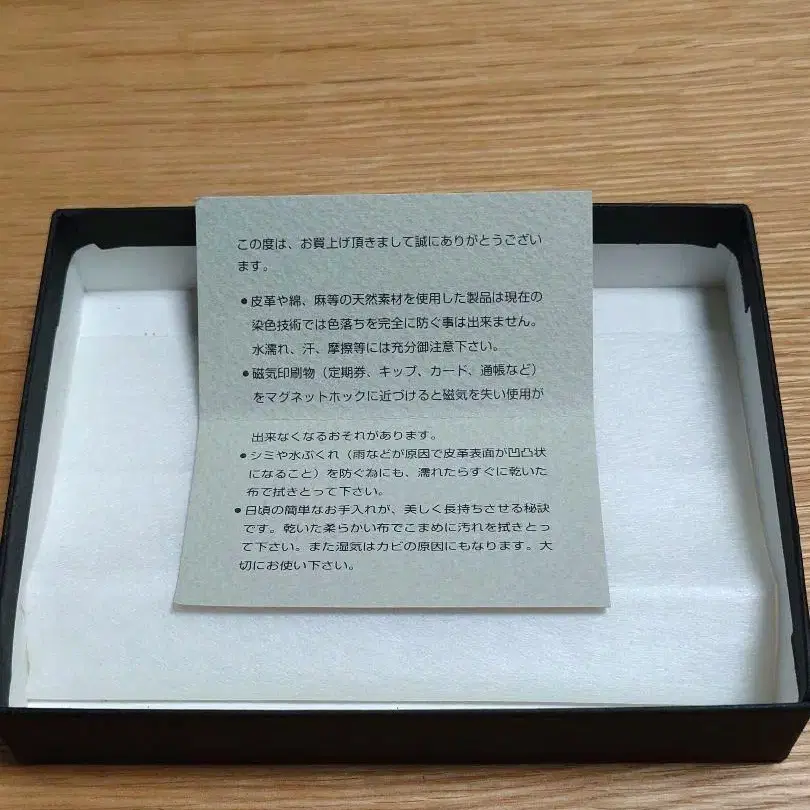 この度は、お買上げ頂きまして誠にありがとうござい
ます。
●皮革や綿、麻等の天然素材を使用した製品は現在の
染色技術では色落ちを完全に防ぐ事は出来ません。
水濡れ、汗、摩擦等には充分御注意下さい。
●磁気印刷物（定期券、キップ、カード、通帳など）
をマグネットホックに近づけると磁気を失い使用が
出来なくなるおそれがあります。
●シミや水ぶくれ（雨などが原因で皮革表面が凹凸状
になること）を防ぐ為にも、濡れたらすぐに乾いた
布で拭きとって下さい。
●日頃の簡単なお手入れが、美しく長持ちさせる秘訣
です。乾いた柔らかい布でこまめに汚れを拭きとっ
て下さい。また湿気はカビの原因にもなります。大
切にお使い下さい。